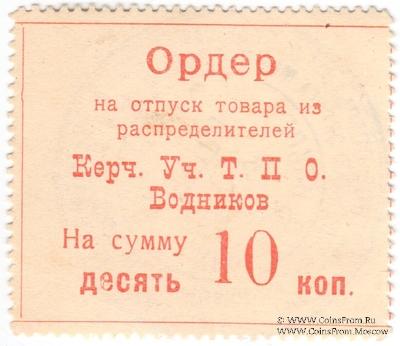 Ордер
на отпуск товара из
распределителей
Керч. Уч. Т. П О.
Водников
На сумму 10
десять коп.
© www.CoinsFrom.Ru
www.CoinsFrom.Moscow